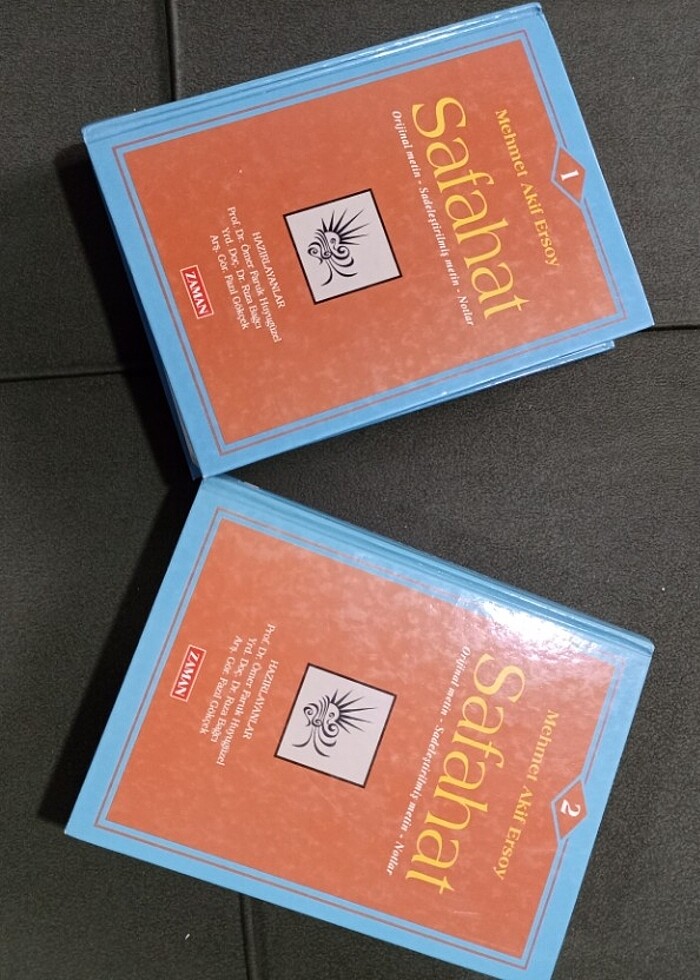 1
Mehmet Akif Ersoy
Safahat
Orijinal metin - Sadeleştirilmiş metin - Notlar
HAZIRLAYANLAR
Prof. Dr. Ömer Faruk Huyugüzel
Yrd. Doç. Dr. Rıza Bağcı
Arş. Gör. Fazıl Gökçek
ZAMAN
2
Mehmet Akif Ersoy
Safahat
Orijinal metin - Sadeleştirilmiş metin - Notlar
HAZIRLAYANLAR
Prof. Dr. Ömer Faruk Huyugüzel
Yrd. Doç. Dr. Rıza Bağcı
Arş. Gör. Fazıl Gökçek
ZAMAN